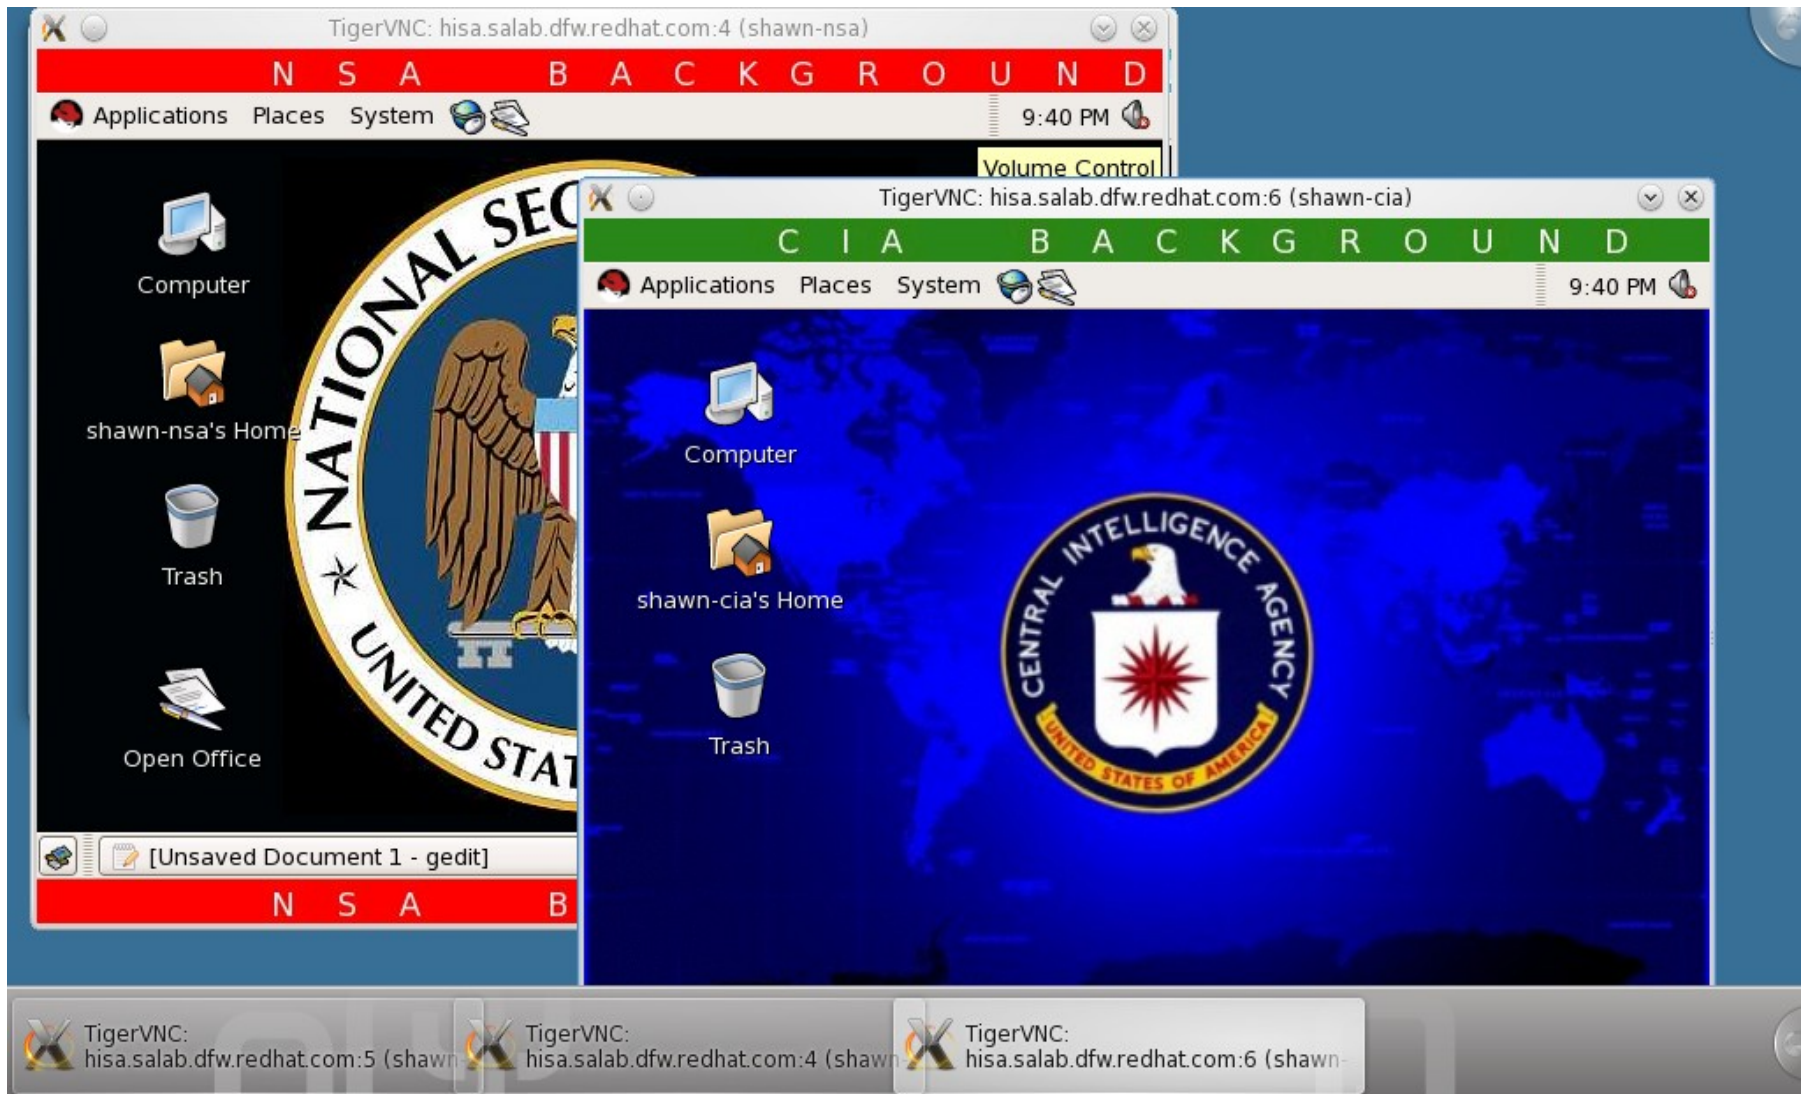 TigerVNC: hisa.salab.dfw.redhat.com:4 (shawn-nsa)
N S A B A C K G R O U N D
Applications Places System 9:40 PM
Volume Control
Computer
shawn-nsa's Home
Trash
Open Office
NATIONAL SEC
UNITED STAT
[Unsaved Document 1 - gedit]
N S A B
TigerVNC: hisa.salab.dfw.redhat.com:6 (shawn-cia)
C I A B A C K G R O U N D
Applications Places System 9:40 PM
Computer
shawn-cia's Home
Trash
CENTRAL INTELLIGENCE AGENCY
UNITED STATES OF AMERICA
TigerVNC:
hisa.salab.dfw.redhat.com:5 (shawn-
TigerVNC:
hisa.salab.dfw.redhat.com:4 (shawn-
TigerVNC:
hisa.salab.dfw.redhat.com:6 (shawn-